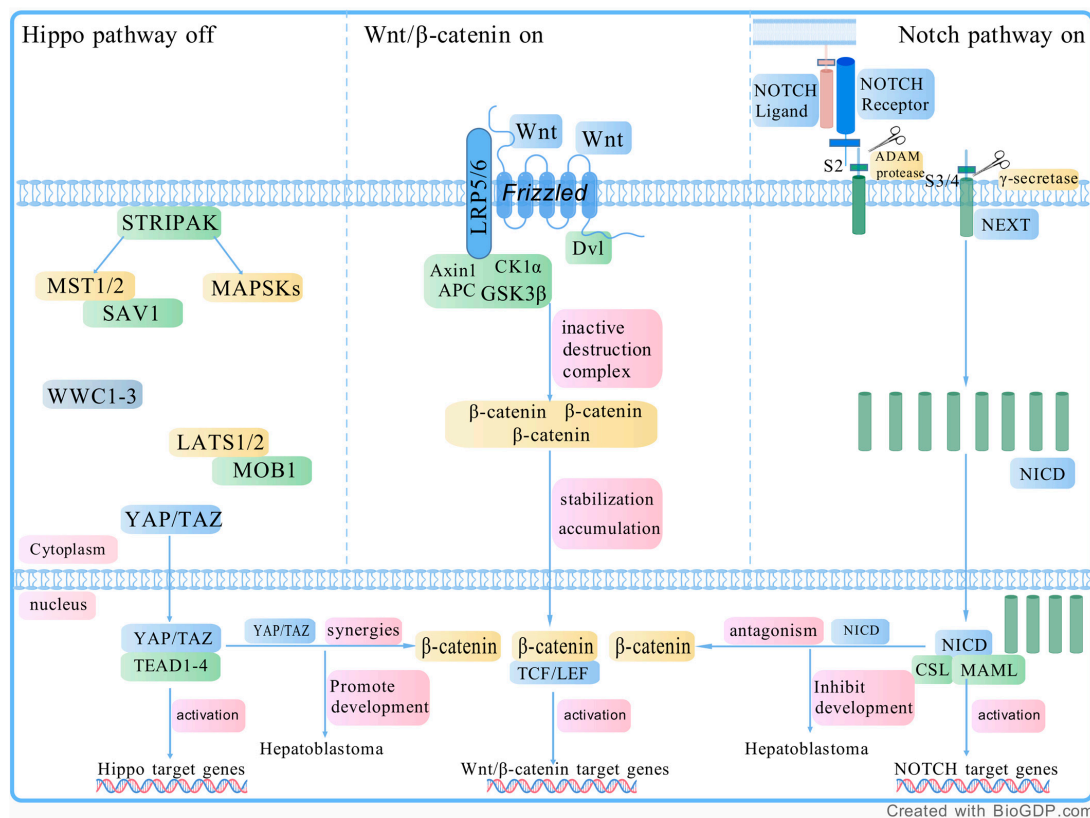 Hippo pathway off
STRIPAK
MST1/2
MAPSKs
SAV1
WWC1-3
LATS1/2
MOB1
YAP/TAZ
Cytoplasm
nucleus
YAP/TAZ
TEAD1-4
activation
Hippo target genes
YAP/TAZ
synergies
Promote
development
Hepatoblastoma
Wnt/β-catenin on
Wnt
Wnt
LRP5/6
Frizzled
Dvl
Axin1
CK1α
APC
GSK3β
inactive
destruction
complex
β-catenin
β-catenin
β-catenin
stabilization
accumulation
β-catenin
β-catenin
β-catenin
TCF/LEF
activation
Wnt/β-catenin target genes
Notch pathway on
NOTCH
Ligand
NOTCH
Receptor
S2
ADAM
protease
S3/4
γ-secretase
NEXT
NICD
antagonism
NICD
Inhibit
development
Hepatoblastoma
NICD
CSL
MAML
activation
NOTCH target genes
Created with BioGDP.com